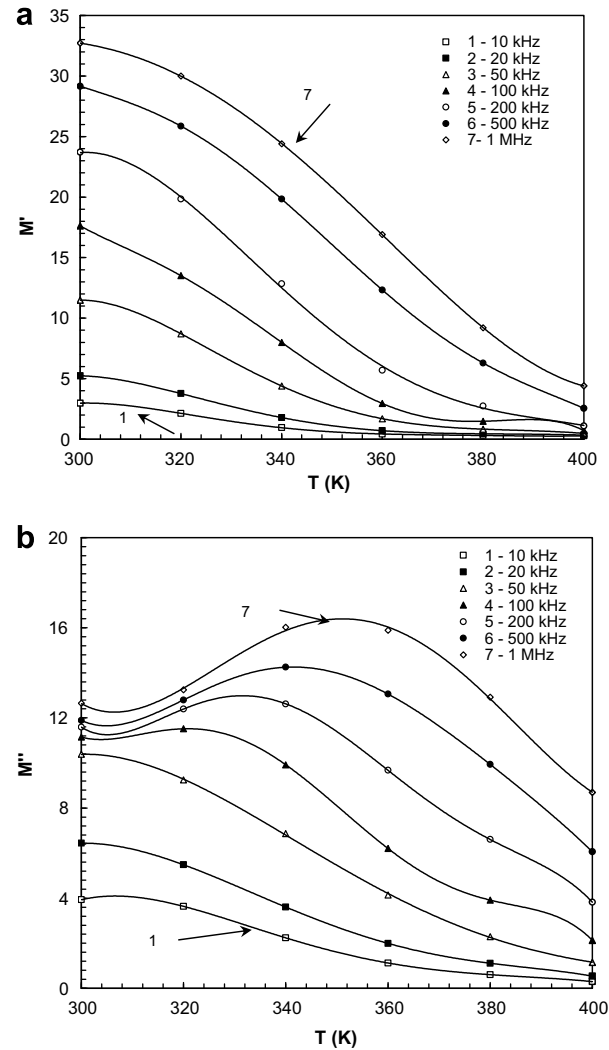 a
35
30
25
20
15
10
5
0
M'
1 - 10 kHz
2 - 20 kHz
3 - 50 kHz
4 - 100 kHz
5 - 200 kHz
6 - 500 kHz
7- 1 MHz
7
1
300 320 340 360 380 400
T (K)
b
20
16
12
8
4
0
M''
1 - 10 kHz
2 - 20 kHz
3 - 50 kHz
4 - 100 kHz
5 - 200 kHz
6 - 500 kHz
7 - 1 MHz
7
1
300 320 340 360 380 400
T (K)